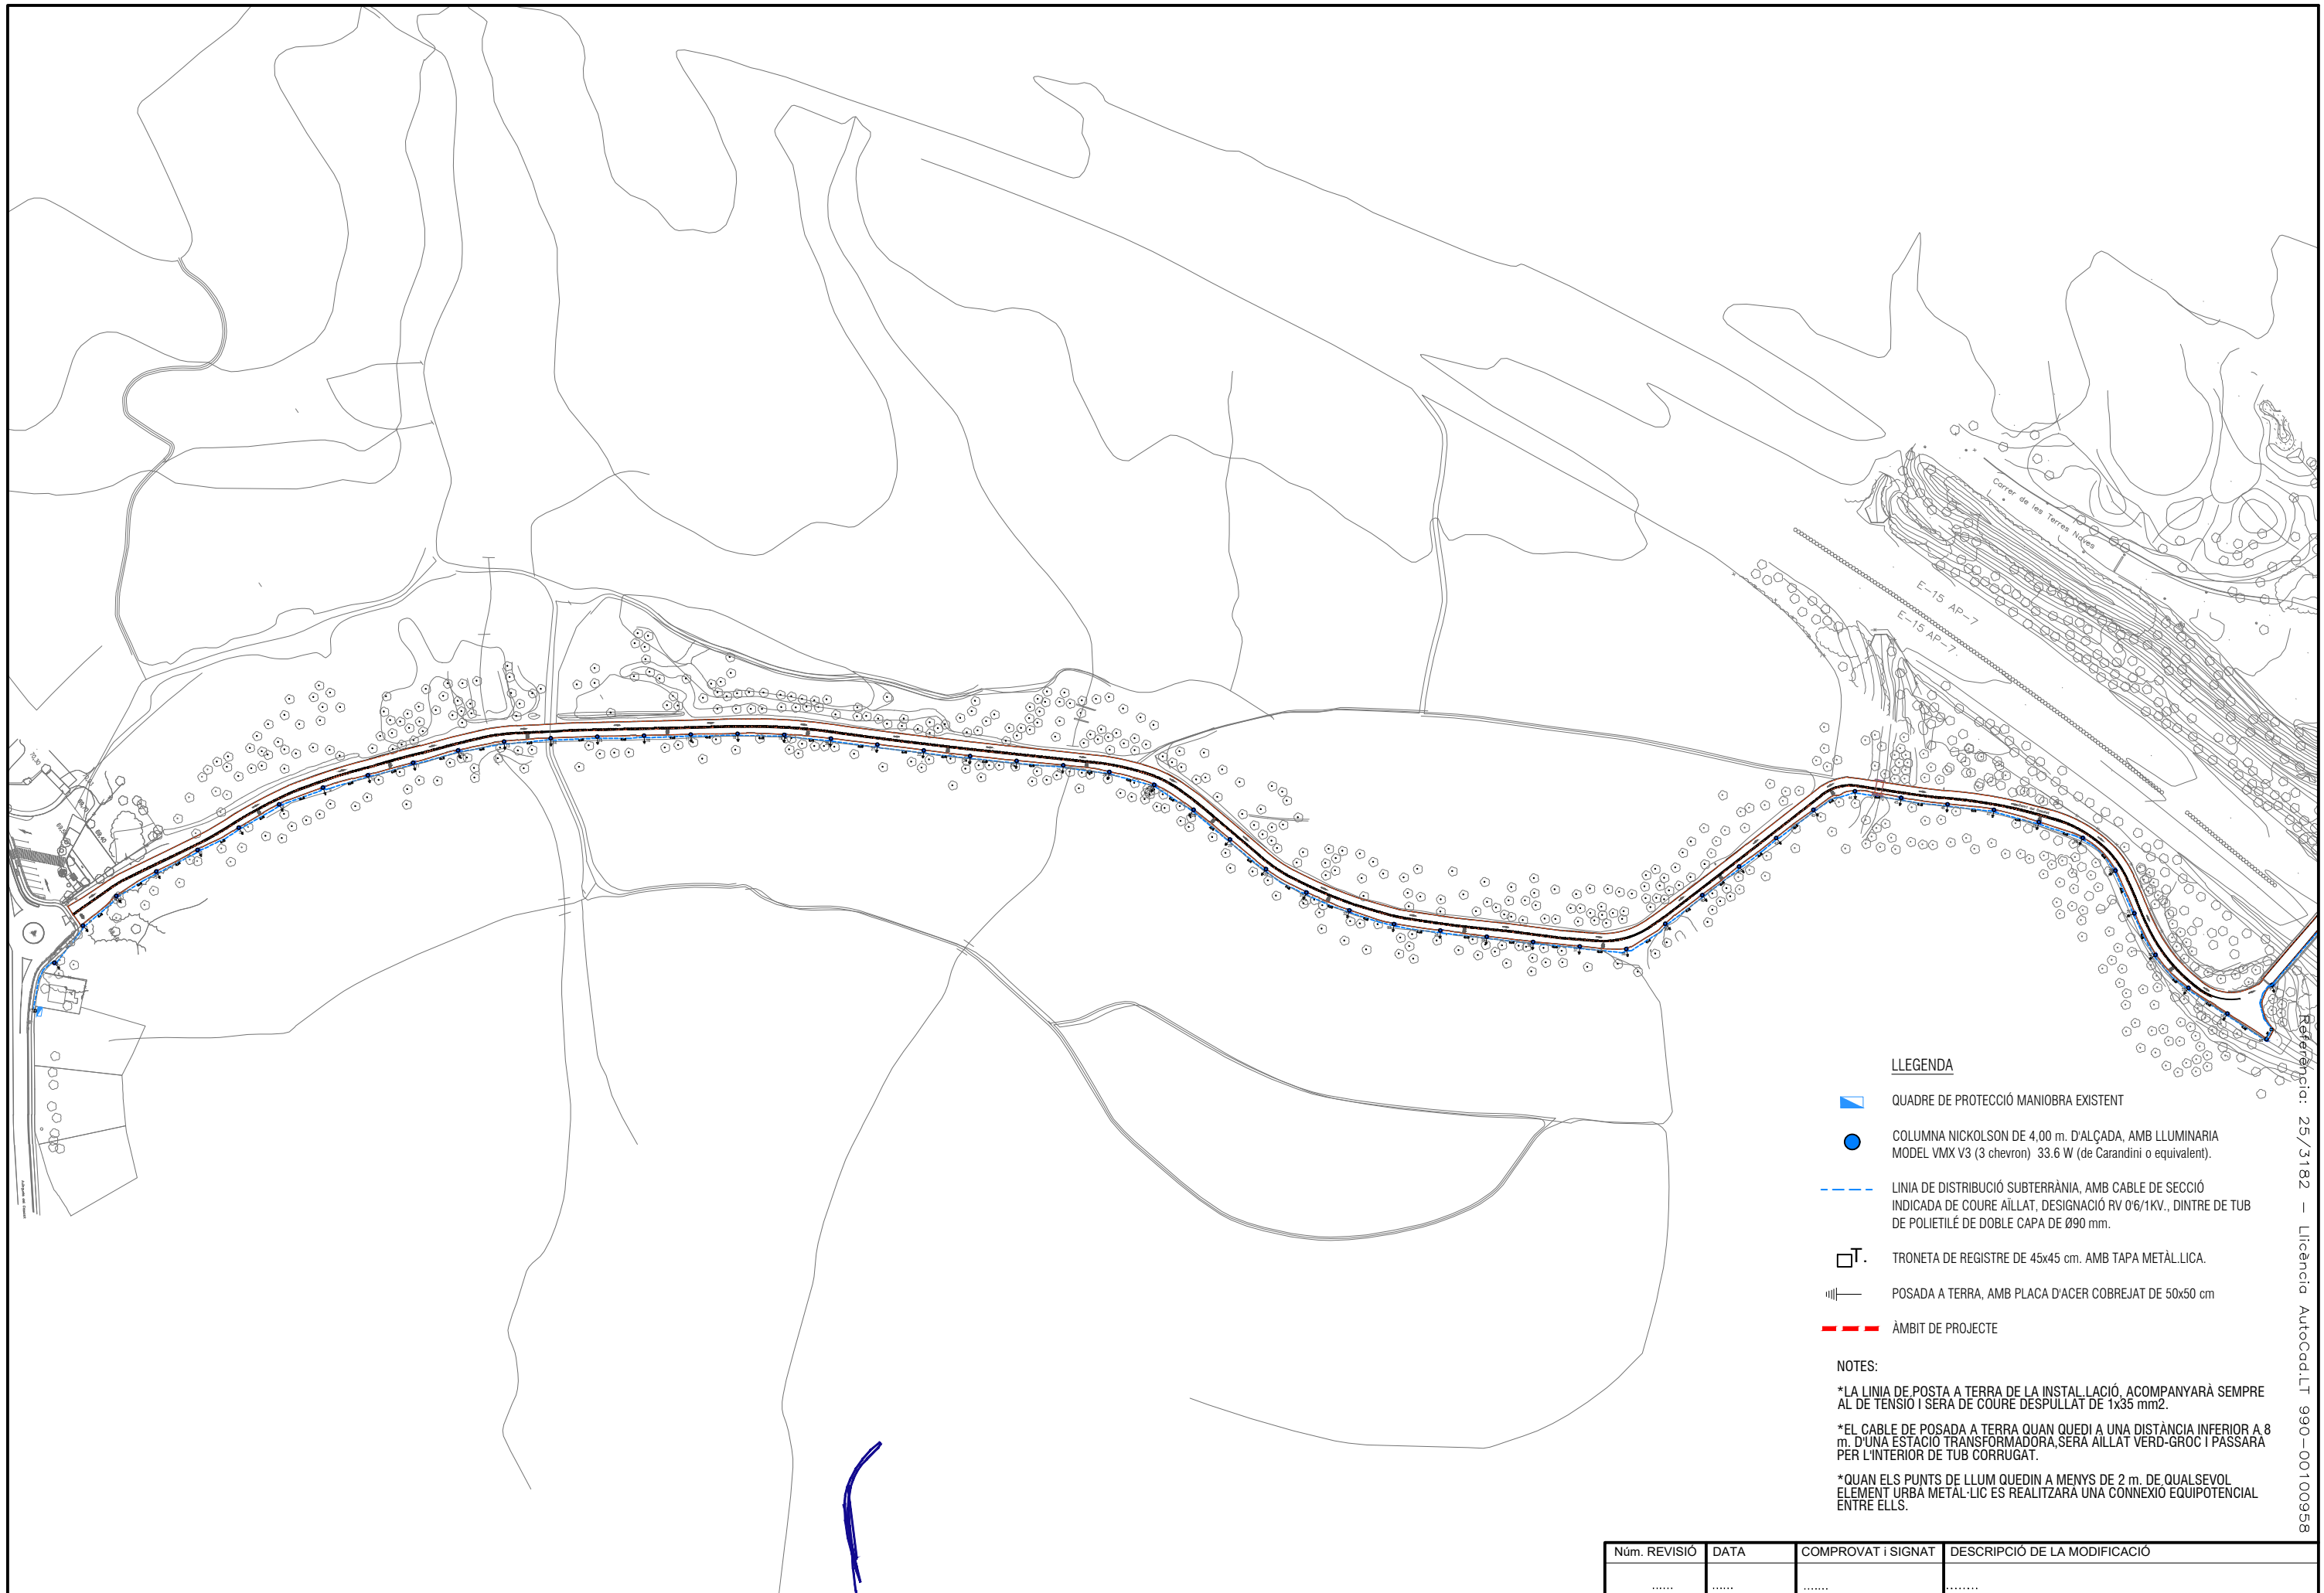 Carrer de les Terres Noves
E-15 AP-7
E-15 AP-7
70,30
LLEGENDA
QUADRE DE PROTECCIÓ MANIOBRA EXISTENT
COLUMNA NICKOLSON DE 4,00 m. D'ALÇADA, AMB LLUMINARIA
MODEL VMX V3 (3 chevron) 33.6 W (de Carandini o equivalent).
LINIA DE DISTRIBUCIÓ SUBTERRÀNIA, AMB CABLE DE SECCIÓ
INDICADA DE COURE AÏLLAT, DESIGNACIÓ RV 0'6/1KV., DINTRE DE TUB
DE POLIETILÉ DE DOBLE CAPA DE Ø90 mm.
T.
TRONETA DE REGISTRE DE 45x45 cm. AMB TAPA METÀL.LICA.
POSADA A TERRA, AMB PLACA D'ACER COBREJAT DE 50x50 cm
ÀMBIT DE PROJECTE
NOTES:
*LA LINIA DE POSTA A TERRA DE LA INSTAL.LACIÓ, ACOMPANYARÀ SEMPRE
AL DE TENSIÓ I SERA DE COURE DESPULLAT DE 1x35 mm2.
*EL CABLE DE POSADA A TERRA QUAN QUEDI A UNA DISTÀNCIA INFERIOR A 8
m. D'UNA ESTACIÓ TRANSFORMADORA,SERÀ AÏLLAT VERD-GROC I PASSARÀ
PER L'INTERIOR DE TUB CORRUGAT.
*QUAN ELS PUNTS DE LLUM QUEDIN A MENYS DE 2 m. DE QUALSEVOL
ELEMENT URBÀ METÀL·LIC ES REALITZARÀ UNA CONNEXIÓ EQUIPOTENCIAL
ENTRE ELLS.
Referència: 25/3182 - Llicència AutoCad.LT 990-00100958
Núm. REVISIÓ DATA COMPROVAT i SIGNAT DESCRIPCIÓ DE LA MODIFICACIÓ
...... ...... ....... ........